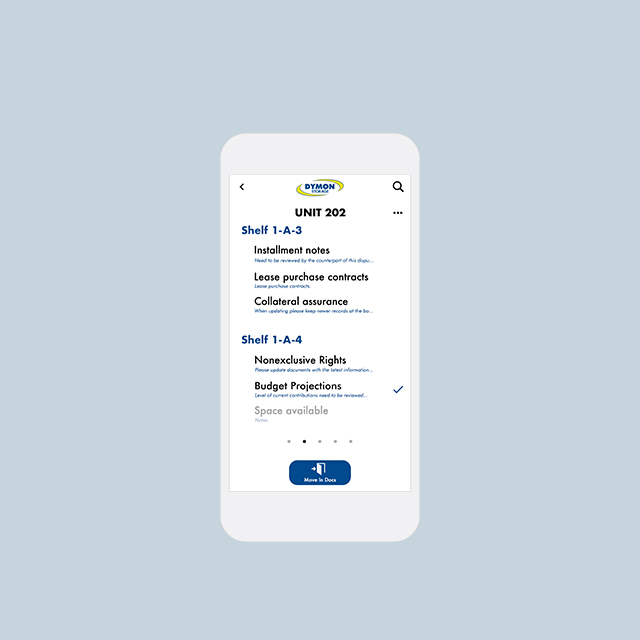 DYMON
STORAGE
UNIT 202
Shelf 1-A-3
Installment notes
Need to be reviewed by the counterpart of this dispu...
Lease purchase contracts
Lease purchase contracts.
Collateral assurance
When updating please keep newer records at the bo...
Shelf 1-A-4
Nonexclusive Rights
Please update documents with the latest information...
Budget Projections
Level of current contributions need to be reviewed...
Space available
Notes
Move in Docs